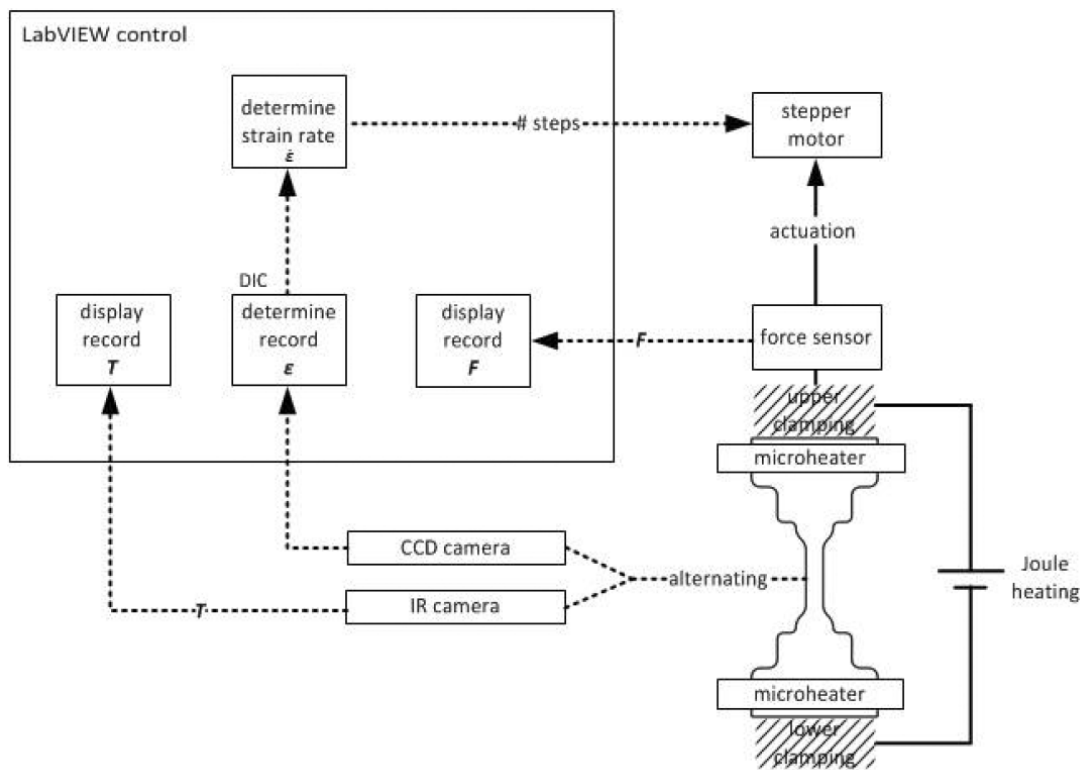 LabVIEW control
determine
strain rate
ε̇
# steps
stepper
motor
actuation
DIC
display
record
T
determine
record
ε
display
record
F
F
force sensor
upper
clamping
microheater
CCD camera
alternating
IR camera
T
Joule
heating
microheater
lower
clamping